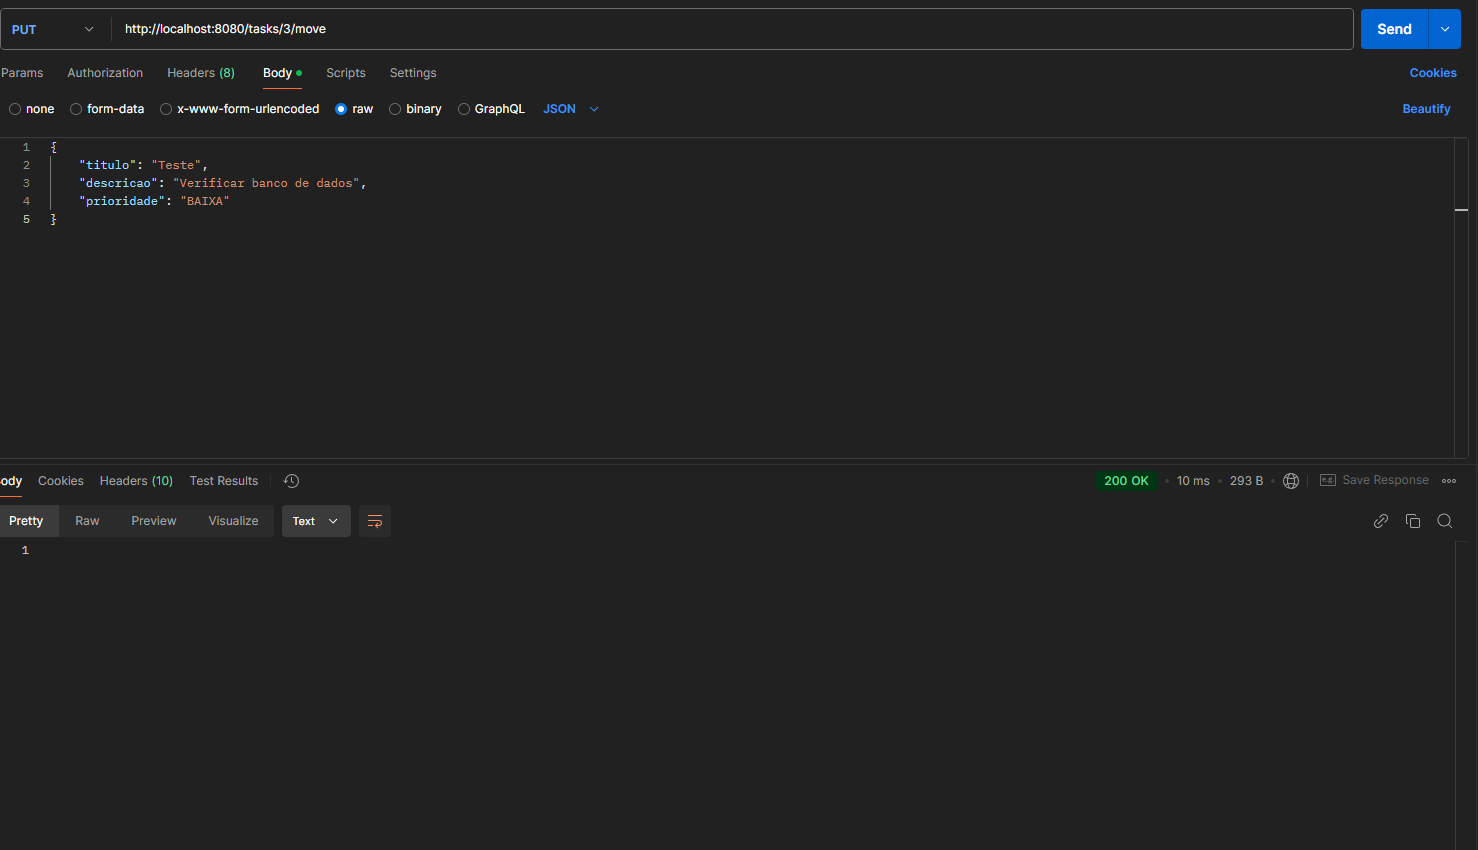 PUT http://localhost:8080/tasks/3/move Send
Params Authorization Headers (8) Body Scripts Settings Cookies
none form-data x-www-form-urlencoded raw binary GraphQL JSON Beautify
1 {
2 "titulo": "Teste",
3 "descricao": "Verificar banco de dados",
4 "prioridade": "BAIXA"
5 }
ody Cookies Headers (10) Test Results 200 OK • 10 ms • 293 B • e.g. Save Response
Pretty Raw Preview Visualize Text
1